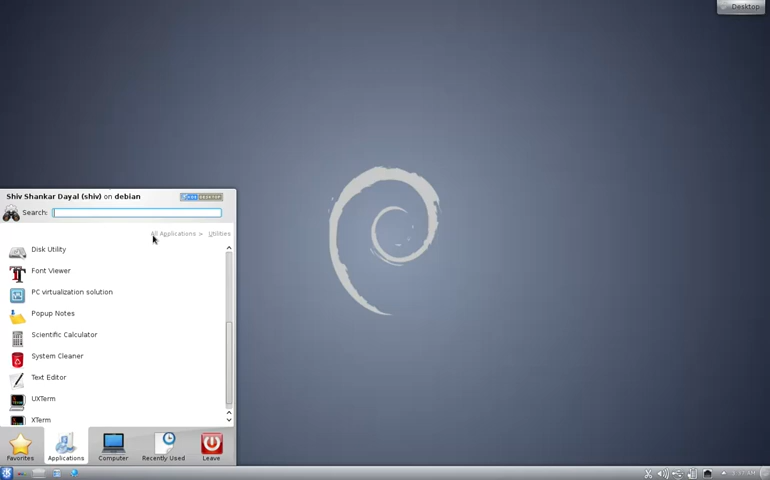 Desktop
Shiv Shankar Dayal (shiv) on debian
Search:
All Applications > Utilities
Disk Utility
Font Viewer
PC virtualization solution
Popup Notes
Scientific Calculator
System Cleaner
Text Editor
UXTerm
XTerm
Favorites Applications Computer Recently Used Leave